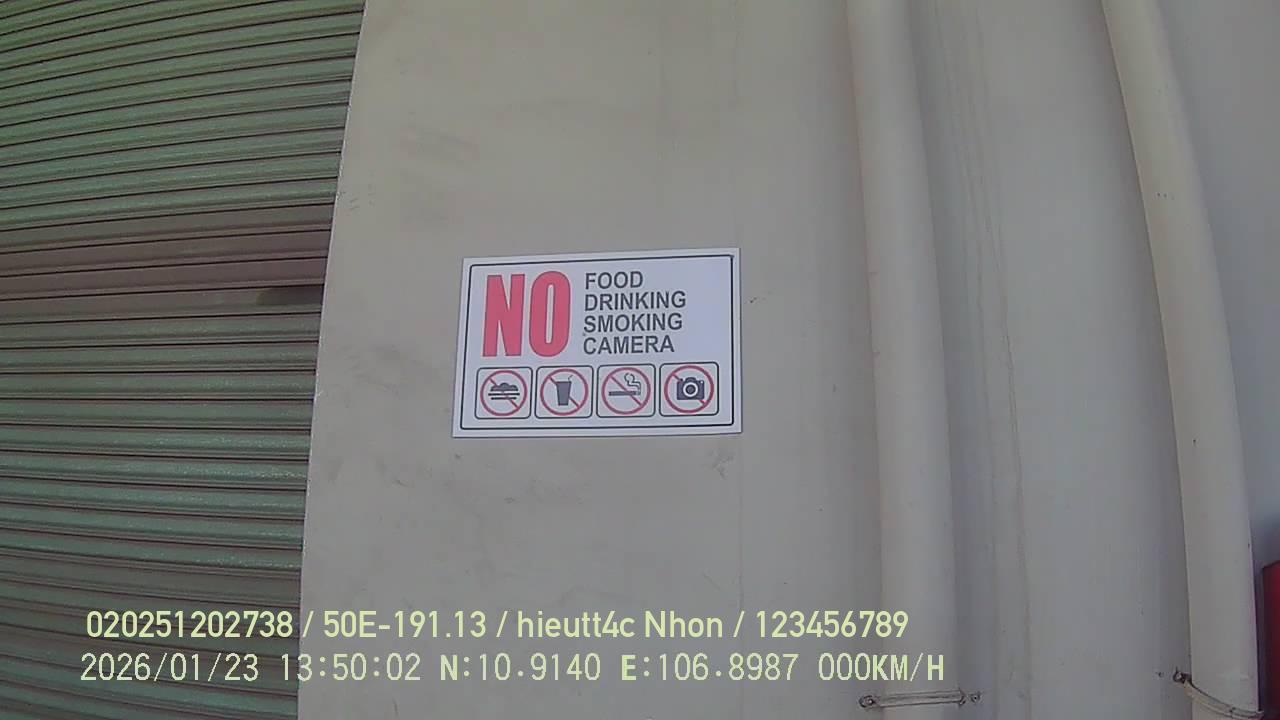 NO
FOOD
DRINKING
SMOKING
CAMERA
020251202738 / 50E-191.13 / hieutt4c Nhon / 123456789
2026/01/23 13:50:02 N:10.9140 E:106.8987 000KM/H